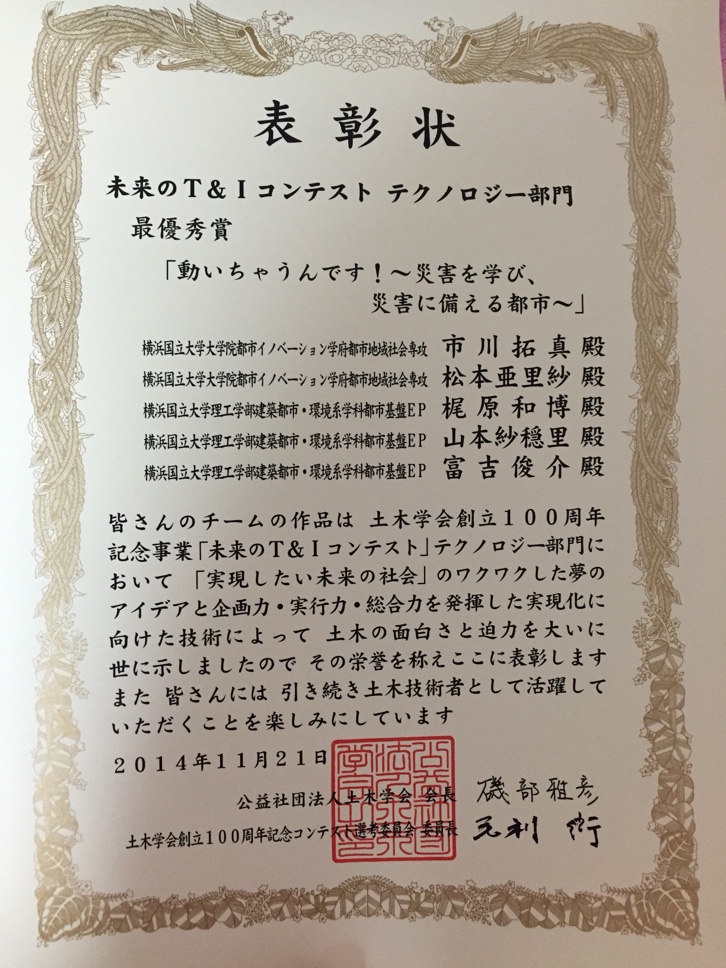 表彰状
未来のT＆Iコンテスト テクノロジー部門
最優秀賞
「動いちゃうんです！～災害を学び、
災害に備える都市～」
横浜国立大学大学院都市イノベーション学府都市地域社会専攻 市川拓真殿
横浜国立大学大学院都市イノベーション学府都市地域社会専攻 松本亜里紗殿
横浜国立大学理工学部建築都市・環境系学科都市基盤EP 梶原和博殿
横浜国立大学理工学部建築都市・環境系学科都市基盤EP 山本紗穏里殿
横浜国立大学理工学部建築都市・環境系学科都市基盤EP 富吉俊介殿
皆さんのチームの作品は 土木学会創立１００周年
記念事業「未来のT＆Iコンテスト」テクノロジー部門に
おいて 「実現したい未来の社会」のワクワクした夢の
アイデアと企画力・実行力・総合力を発揮した実現化に
向けた技術によって 土木の面白さと迫力を大いに
世に示しましたので その栄誉を称えここに表彰します
また 皆さんには 引き続き土木技術者として活躍して
いただくことを楽しみにしています
２０１４年１１月２１日
公益社団法人土木学会 会長 磯部雅彦
土木学会創立１００周年記念コンテスト選考委員会 委員長